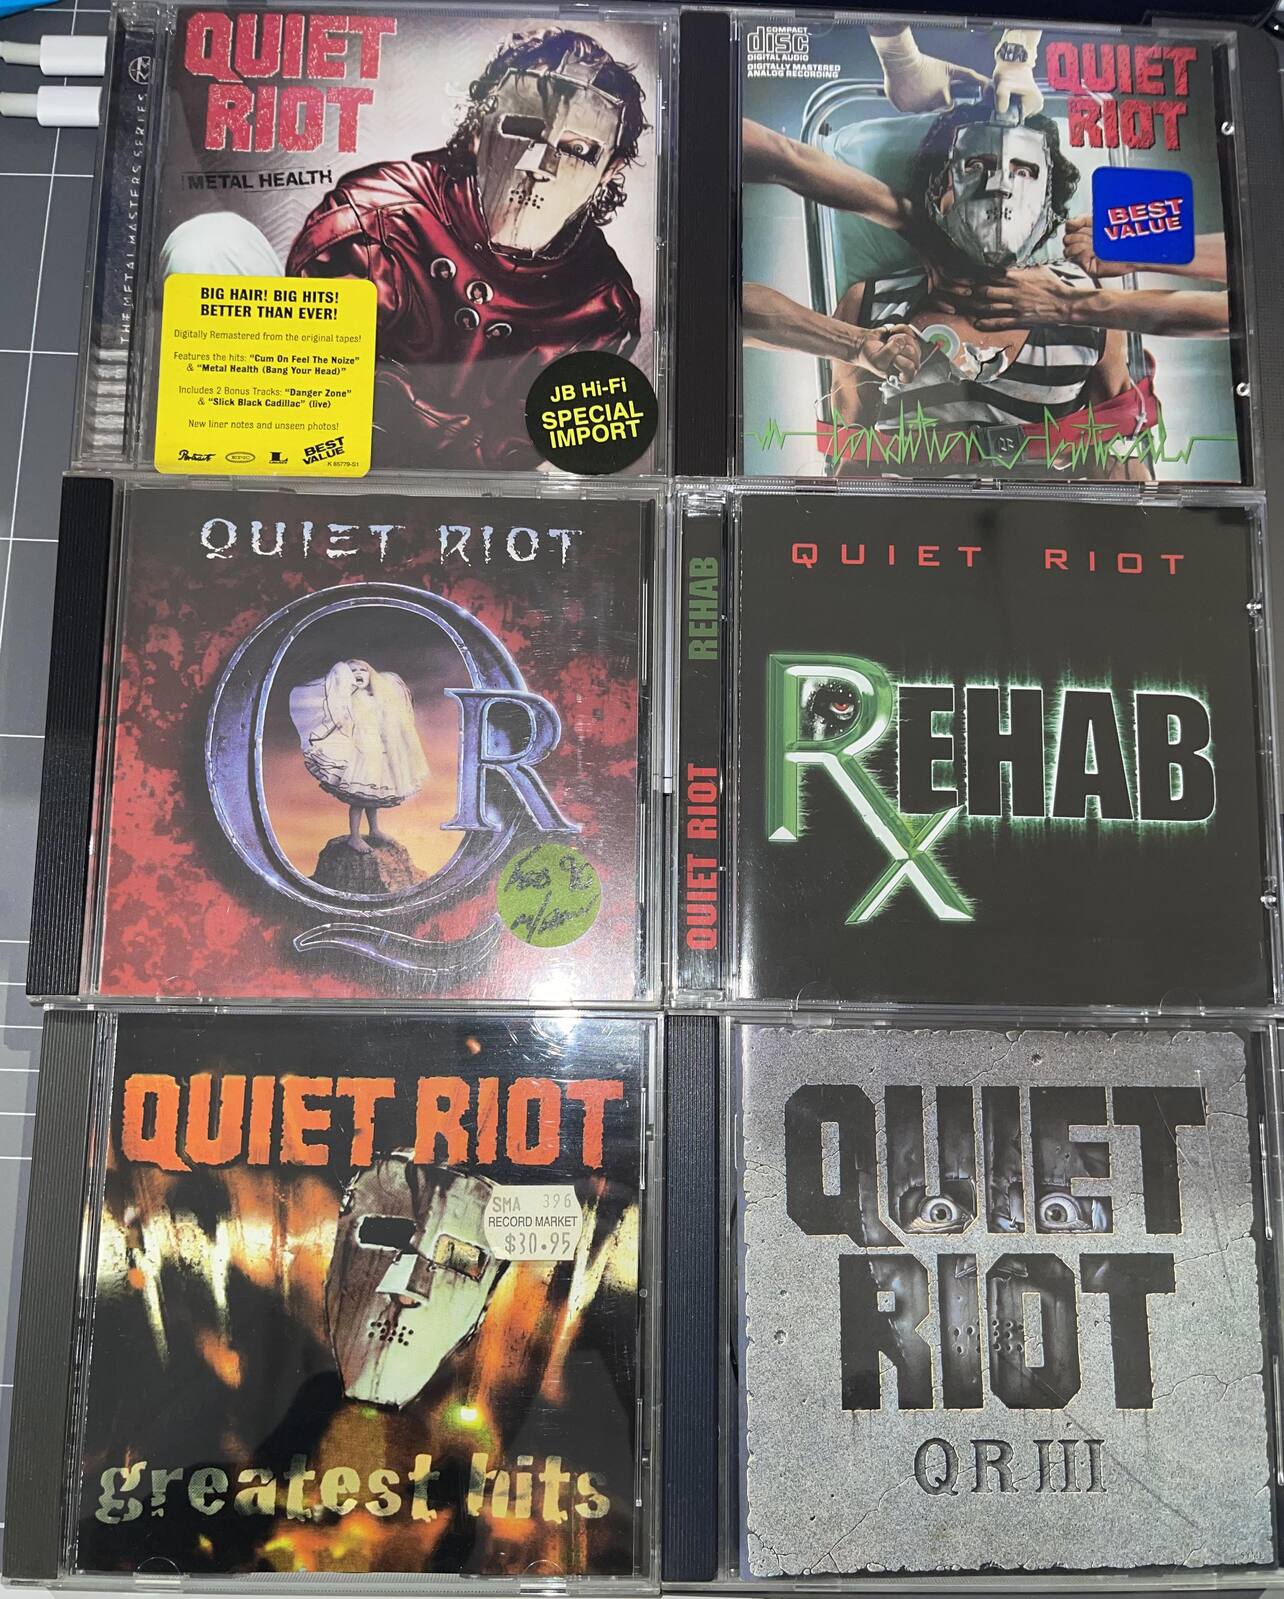 THE METAL MASTERS SERIES
QUIET
RIOT
METAL HEALTH
BIG HAIR! BIG HITS!
BETTER THAN EVER!
Digitally Remastered from the original tapes!
Features the hits: "Cum On Feel The Noize"
& "Metal Health (Bang Your Head)"
Includes 2 Bonus Tracks: "Danger Zone"
& "Slick Black Cadillac" (live)
New liner notes and unseen photos!
Portrait
EPIC
LEGACY
BEST
VALUE
K 85779-S1
JB Hi-Fi
SPECIAL
IMPORT
COMPACT
disc
DIGITAL AUDIO
DIGITALLY MASTERED
ANALOG RECORDING
QUIET
RIOT
BEST
VALUE
QR
Condition Critical
QUIET RIOT
QR
QUIET RIOT REHAB
QUIET RIOT
REHAB
QUIET RIOT
SMA 396
RECORD MARKET
$30.95
greatest hits
QUIET
RIOT
QR III